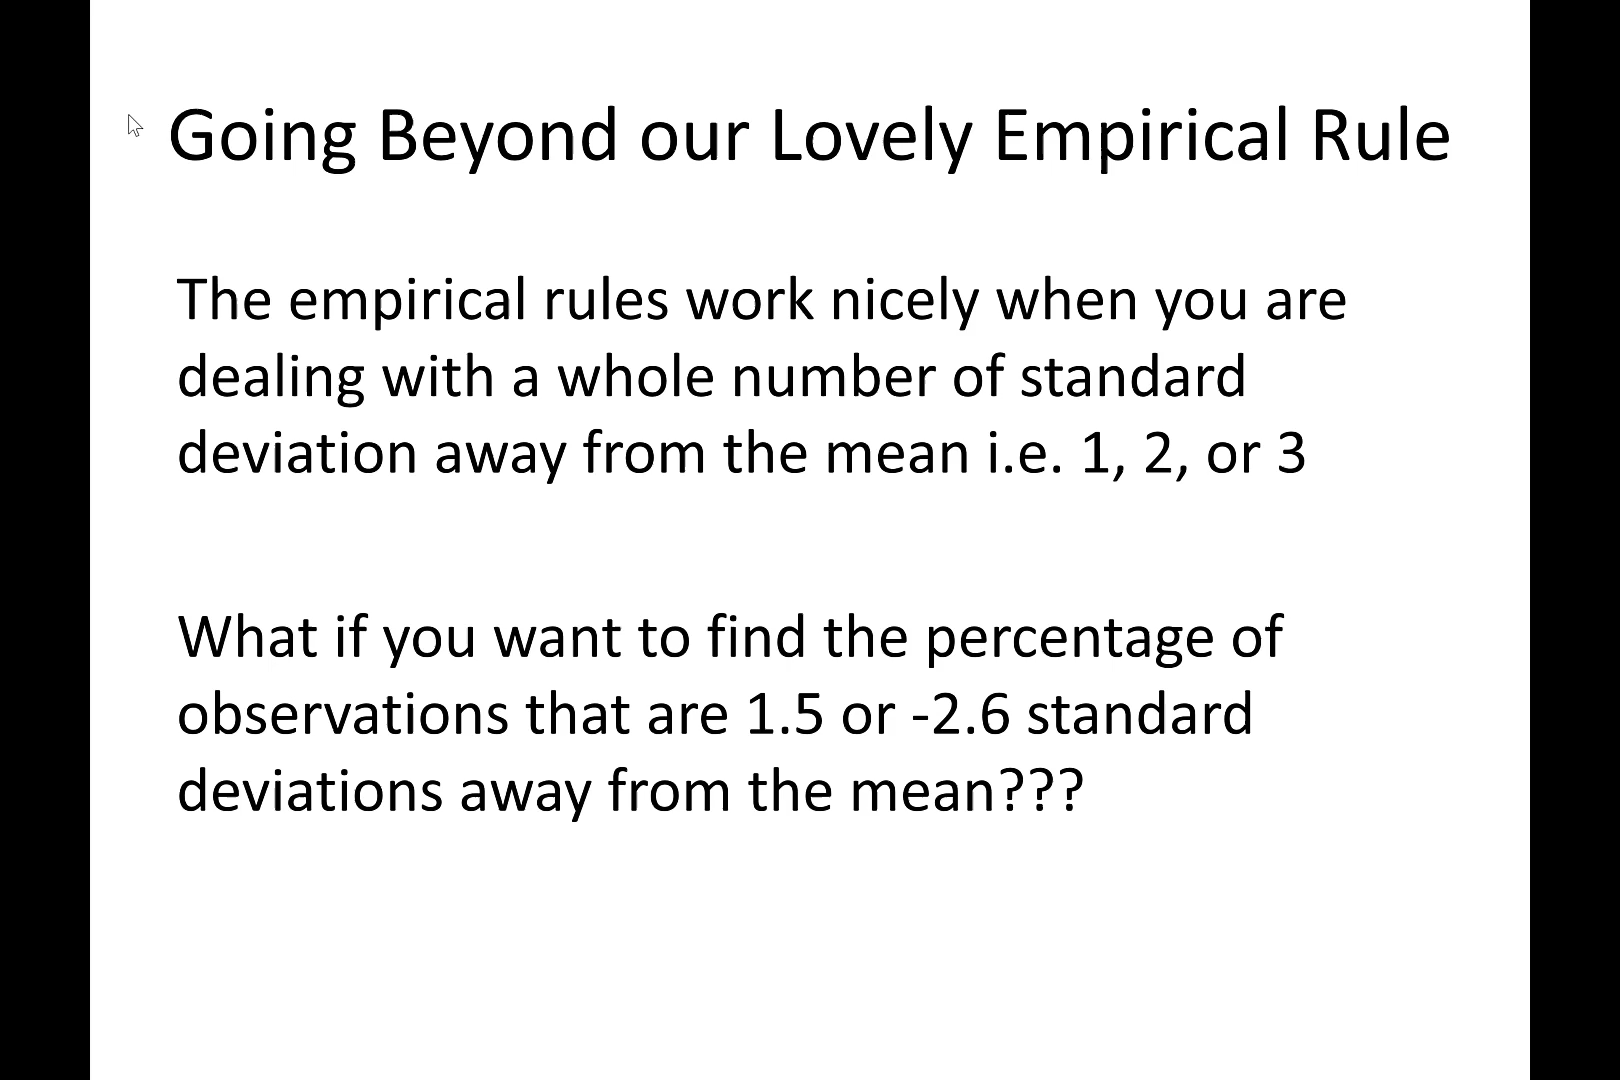 Going Beyond our Lovely Empirical Rule
The empirical rules work nicely when you are
dealing with a whole number of standard
deviation away from the mean i.e. 1, 2, or 3
What if you want to find the percentage of
observations that are 1.5 or -2.6 standard
deviations away from the mean???